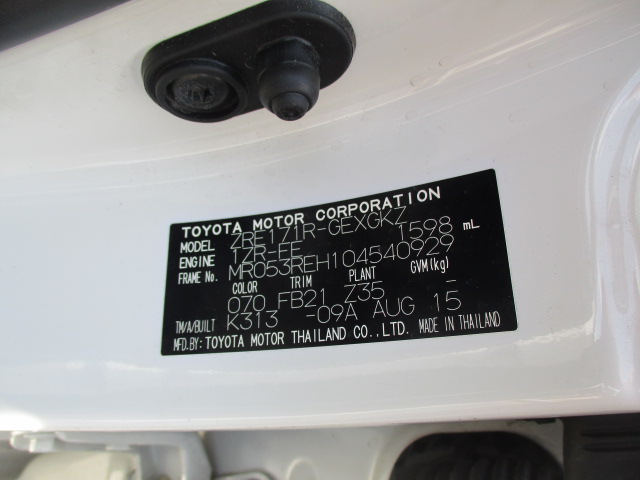 TOYOTA MOTOR CORPORATION
MODEL ZRE171R-GEXGKZ
ENGINE 1ZR-FE 1598 mL
FRAME No. MR053REH104540929
COLOR TRIM PLANT GVM(kg)
070 FB21 Z35 -
TM/A/BUILT K313 -09A AUG 15
MFD.BY: TOYOTA MOTOR THAILAND CO.,LTD. MADE IN THAILAND